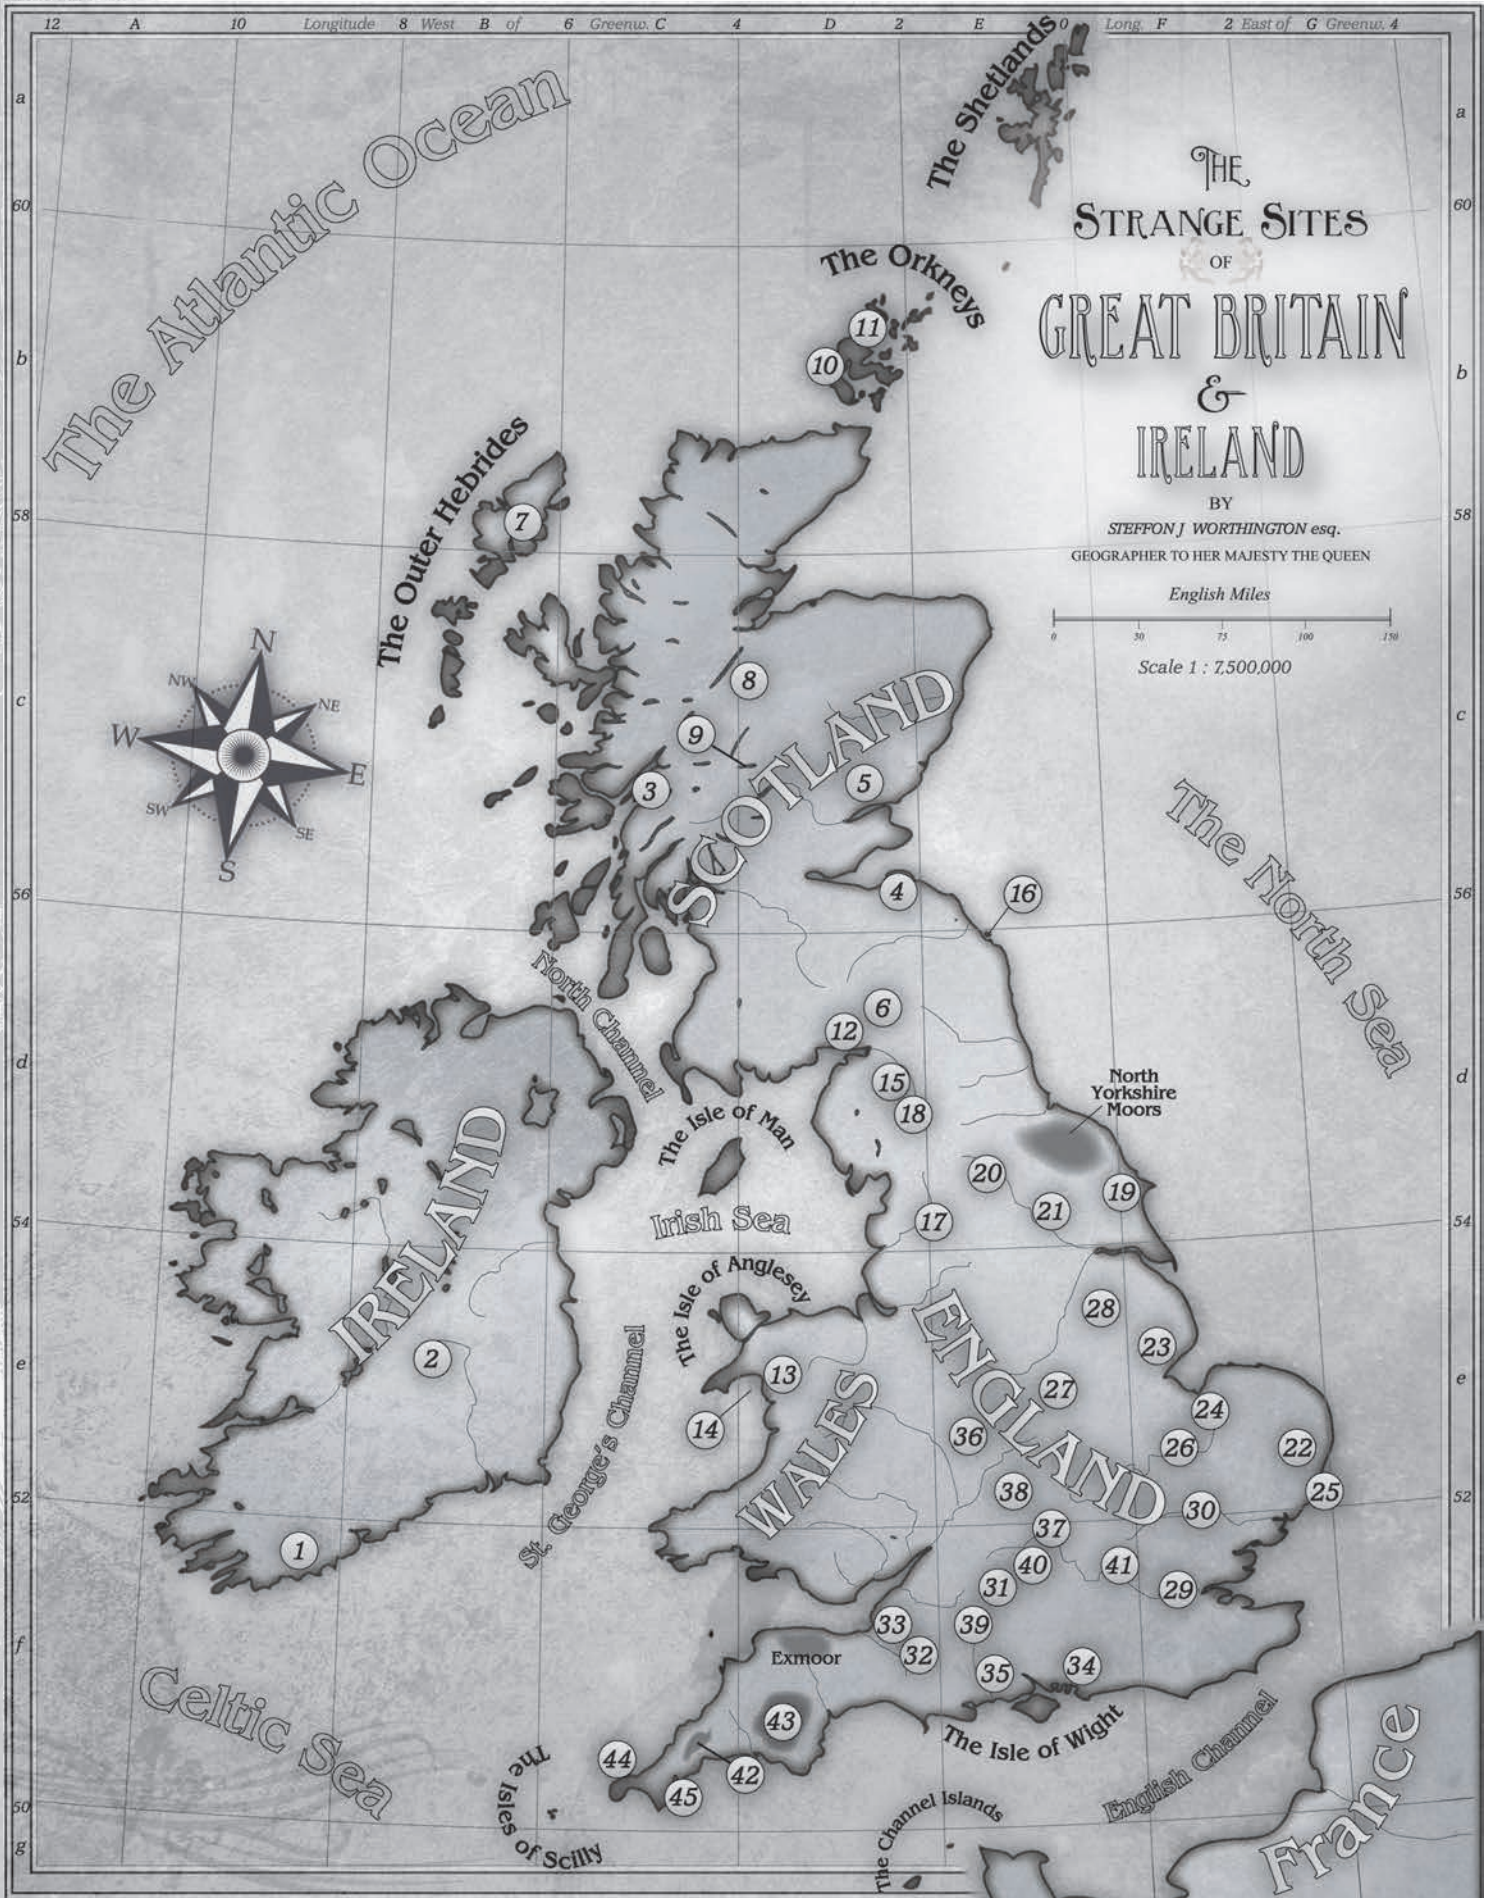 12 A 10 Longitude 8 West B of 6 Greenw. C 4 D 2 E 0 Long. F 2 East of G Greenw. 4
a
a
The Shetlands
The Atlantic Ocean
THE
STRANGE SITES
OF
GREAT BRITAIN
&
IRELAND
BY
STEFFON J WORTHINGTON esq.
GEOGRAPHER TO HER MAJESTY THE QUEEN
English Miles
0 30 75 100 150
Scale 1 : 7,500,000
60
60
The Orkneys
11
10
b
b
The Outer Hebrides
7
58
58
N
NW
NE
W
E
SW
SE
S
c
c
8
SCOTLAND
9
3
5
The North Sea
56
56
4
16
North Channel
6
12
d
d
15
18
North
Yorkshire
Moors
The Isle of Man
IRELAND
20
19
21
17
Irish Sea
54
54
The Isle of Anglesey
28
ENGLAND
23
2
e
e
13
27
14
24
WALES
36
26
22
St. George's Channel
38
25
30
52
52
37
1
40
41
31
29
33
39
f
f
32
Exmoor
35
34
Celtic Sea
43
The Isle of Wight
English Channel
44
42
45
The Isles of Scilly
The Channel Islands
France
50
g